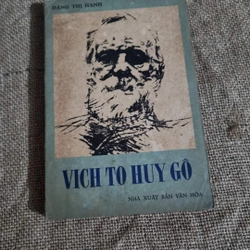 ĐẶNG THỊ HẠNH
VICH TO HUY GÔ
NHÀ XUẤT BẢN VĂN HÓA